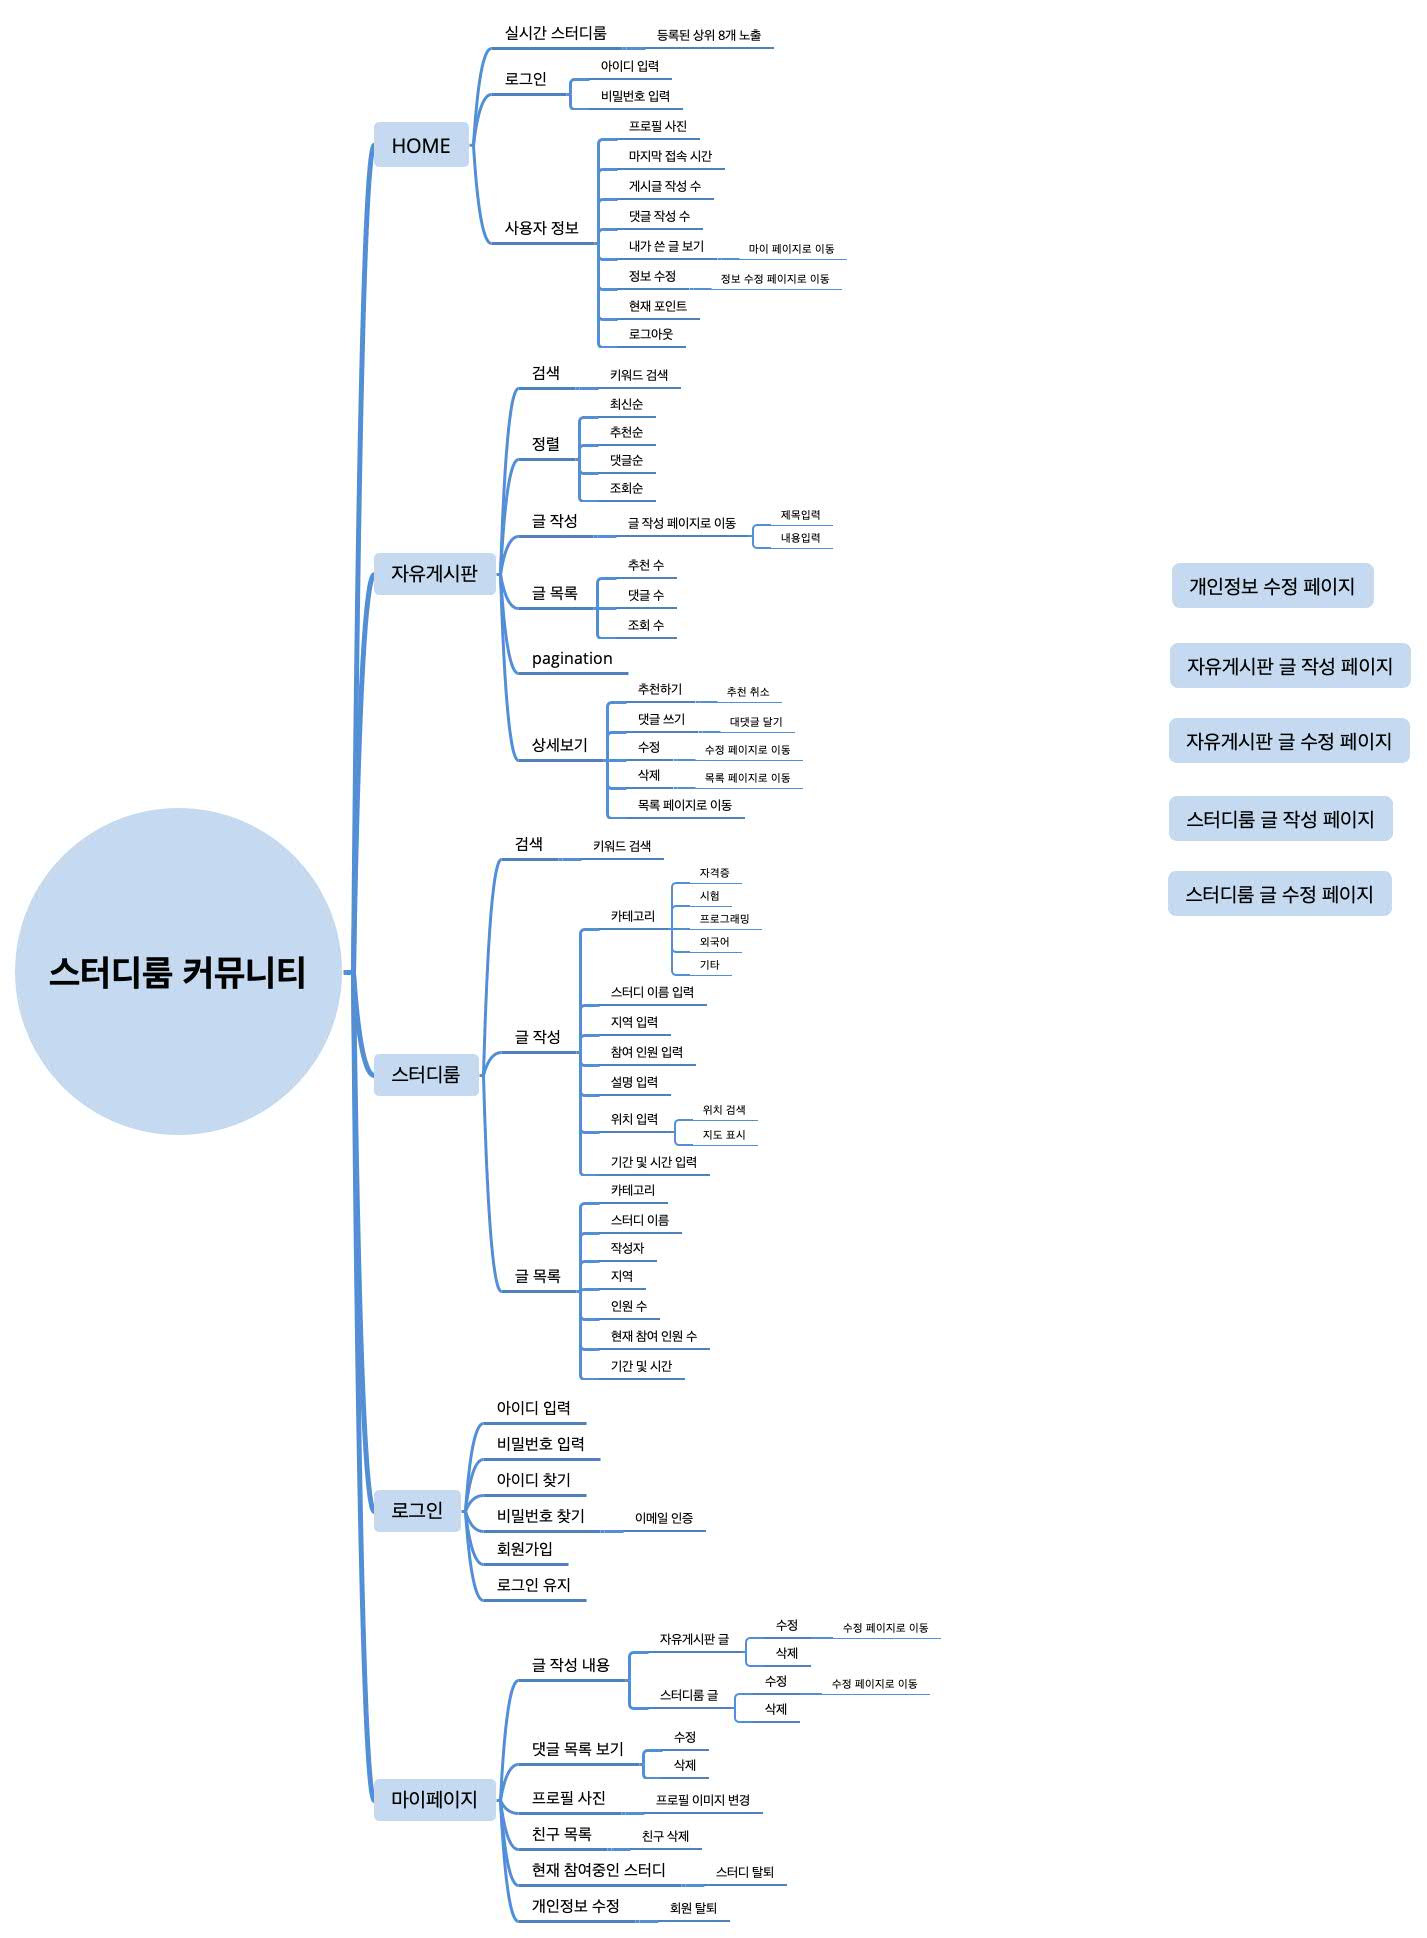 스터디룸 커뮤니티
HOME
실시간 스터디룸
등록된 상위 8개 노출
로그인
아이디 입력
비밀번호 입력
사용자 정보
프로필 사진
마지막 접속 시간
게시글 작성 수
댓글 작성 수
내가 쓴 글 보기
마이 페이지로 이동
정보 수정
정보 수정 페이지로 이동
현재 포인트
로그아웃
자유게시판
검색
키워드 검색
정렬
최신순
추천순
댓글순
조회순
글 작성
글 작성 페이지로 이동
제목입력
내용입력
글 목록
추천 수
댓글 수
조회 수
pagination
상세보기
추천하기
추천 취소
댓글 쓰기
대댓글 달기
수정
수정 페이지로 이동
삭제
목록 페이지로 이동
목록 페이지로 이동
스터디룸
검색
키워드 검색
글 작성
카테고리
자격증
시험
프로그래밍
외국어
기타
스터디 이름 입력
지역 입력
참여 인원 입력
설명 입력
위치 입력
위치 검색
지도 표시
기간 및 시간 입력
글 목록
카테고리
스터디 이름
작성자
지역
인원 수
현재 참여 인원 수
기간 및 시간
로그인
아이디 입력
비밀번호 입력
아이디 찾기
비밀번호 찾기
이메일 인증
회원가입
로그인 유지
마이페이지
글 작성 내용
자유게시판 글
수정
수정 페이지로 이동
삭제
스터디룸 글
수정
수정 페이지로 이동
삭제
댓글 목록 보기
수정
삭제
프로필 사진
프로필 이미지 변경
친구 목록
친구 삭제
현재 참여중인 스터디
스터디 탈퇴
개인정보 수정
회원 탈퇴
개인정보 수정 페이지
자유게시판 글 작성 페이지
자유게시판 글 수정 페이지
스터디룸 글 작성 페이지
스터디룸 글 수정 페이지